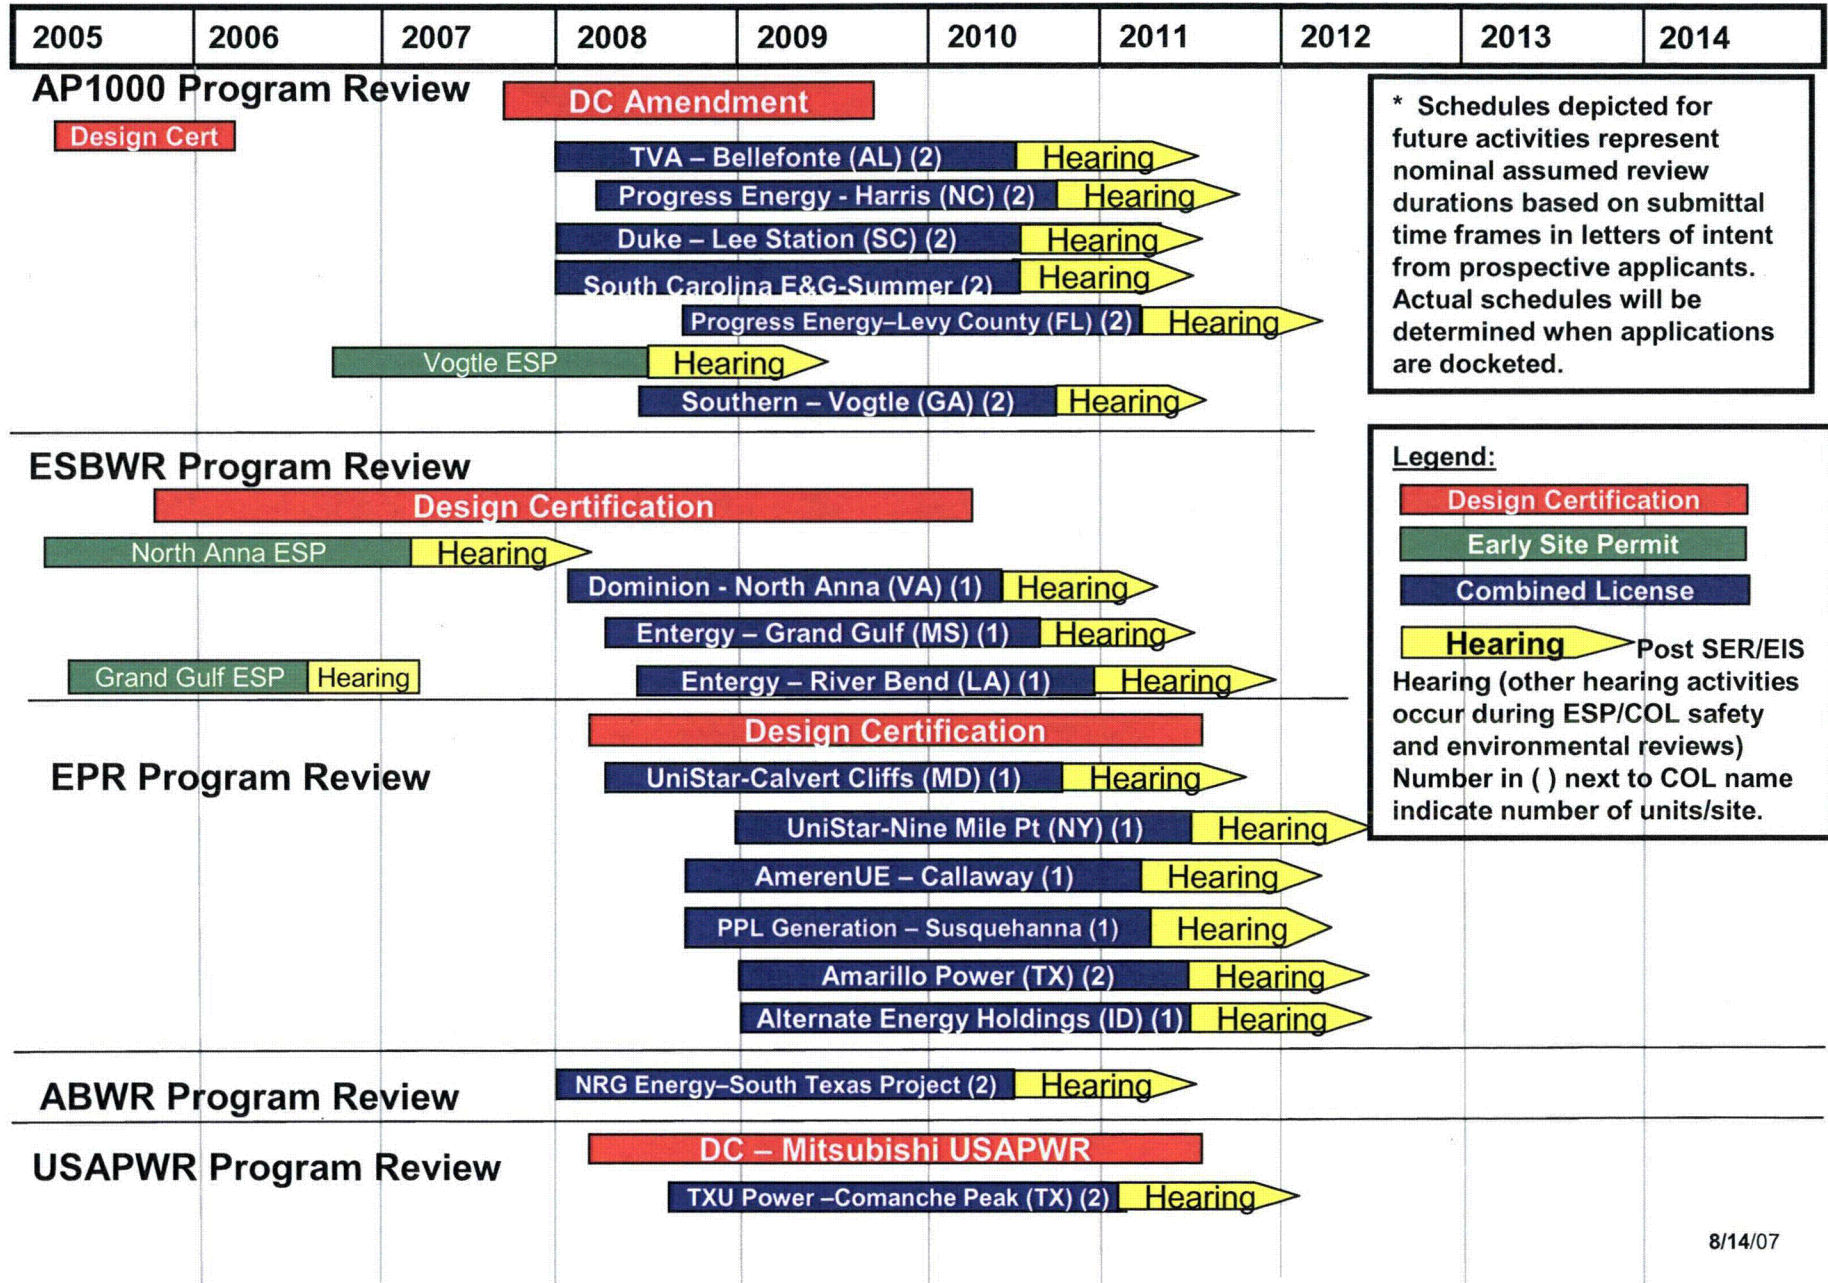 2005 2006 2007 2008 2009 2010 2011 2012 2013 2014
AP1000 Program Review
DC Amendment
Design Cert
TVA – Bellefonte (AL) (2) Hearing
Progress Energy - Harris (NC) (2) Hearing
Duke – Lee Station (SC) (2) Hearing
South Carolina E&G-Summer (2) Hearing
Progress Energy–Levy County (FL) (2) Hearing
Vogtle ESP Hearing
Southern – Vogtle (GA) (2) Hearing
* Schedules depicted for
future activities represent
nominal assumed review
durations based on submittal
time frames in letters of intent
from prospective applicants.
Actual schedules will be
determined when applications
are docketed.
ESBWR Program Review
Design Certification
North Anna ESP Hearing
Dominion - North Anna (VA) (1) Hearing
Entergy – Grand Gulf (MS) (1) Hearing
Grand Gulf ESP Hearing
Entergy – River Bend (LA) (1) Hearing
Legend:
Design Certification
Early Site Permit
Combined License
Hearing Post SER/EIS
Hearing (other hearing activities
occur during ESP/COL safety
and environmental reviews)
Number in ( ) next to COL name
indicate number of units/site.
Design Certification
EPR Program Review
UniStar-Calvert Cliffs (MD) (1) Hearing
UniStar-Nine Mile Pt (NY) (1) Hearing
AmerenUE – Callaway (1) Hearing
PPL Generation – Susquehanna (1) Hearing
Amarillo Power (TX) (2) Hearing
Alternate Energy Holdings (ID) (1) Hearing
ABWR Program Review
NRG Energy–South Texas Project (2) Hearing
USAPWR Program Review
DC – Mitsubishi USAPWR
TXU Power –Comanche Peak (TX) (2) Hearing
8/14/07